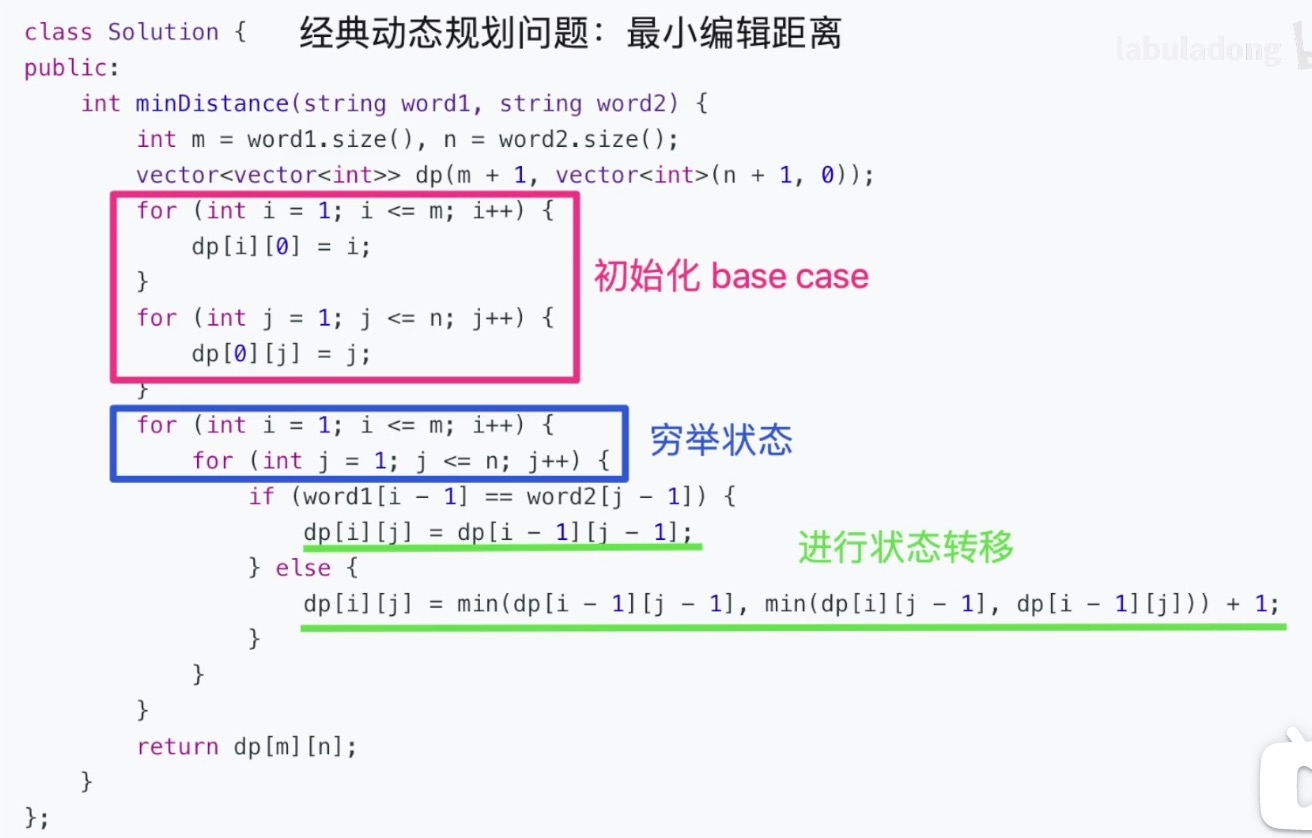 class Solution { 经典动态规划问题：最小编辑距离
labuladong
public:
int minDistance(string word1, string word2) {
int m = word1.size(), n = word2.size();
vector<vector<int>> dp(m + 1, vector<int>(n + 1, 0));
for (int i = 1; i <= m; i++) {
dp[i][0] = i;
}
初始化 base case
for (int j = 1; j <= n; j++) {
dp[0][j] = j;
}
for (int i = 1; i <= m; i++) {
穷举状态
for (int j = 1; j <= n; j++) {
if (word1[i - 1] == word2[j - 1]) {
dp[i][j] = dp[i - 1][j - 1];
进行状态转移
} else {
dp[i][j] = min(dp[i - 1][j - 1], min(dp[i][j - 1], dp[i - 1][j])) + 1;
}
}
}
return dp[m][n];
}
};